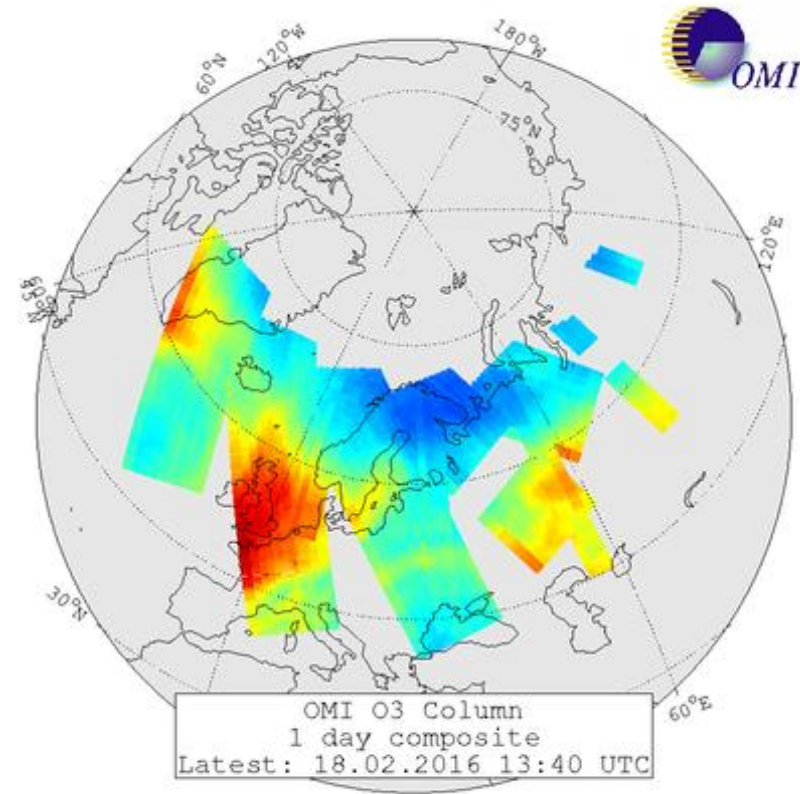 OMI
180°W
120°W
60°N
75°N
120°E
30°N
60°E
OMI O3 Column
1 day composite
Latest: 18.02.2016 13:40 UTC